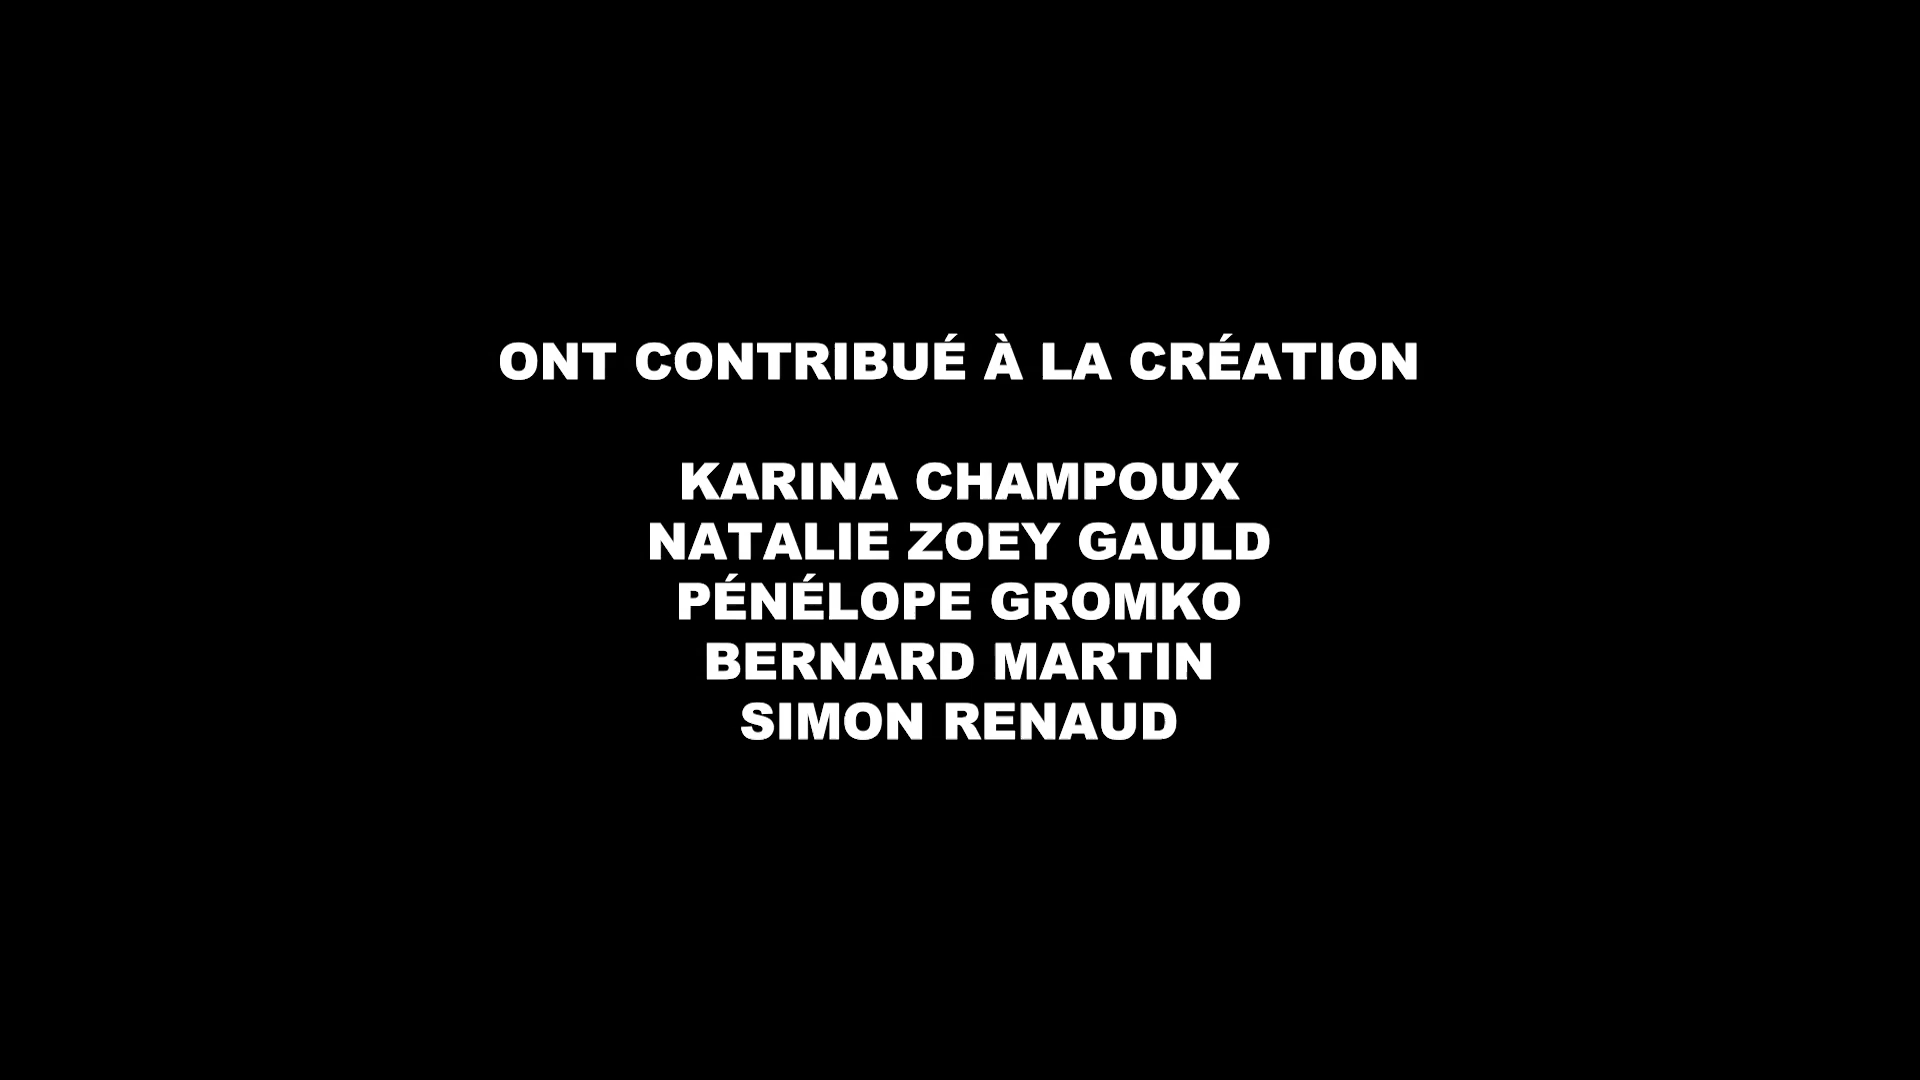 ONT CONTRIBUÉ À LA CRÉATION
KARINA CHAMPOUX
NATALIE ZOEY GAULD
PÉNÉLOPE GROMKO
BERNARD MARTIN
SIMON RENAUD